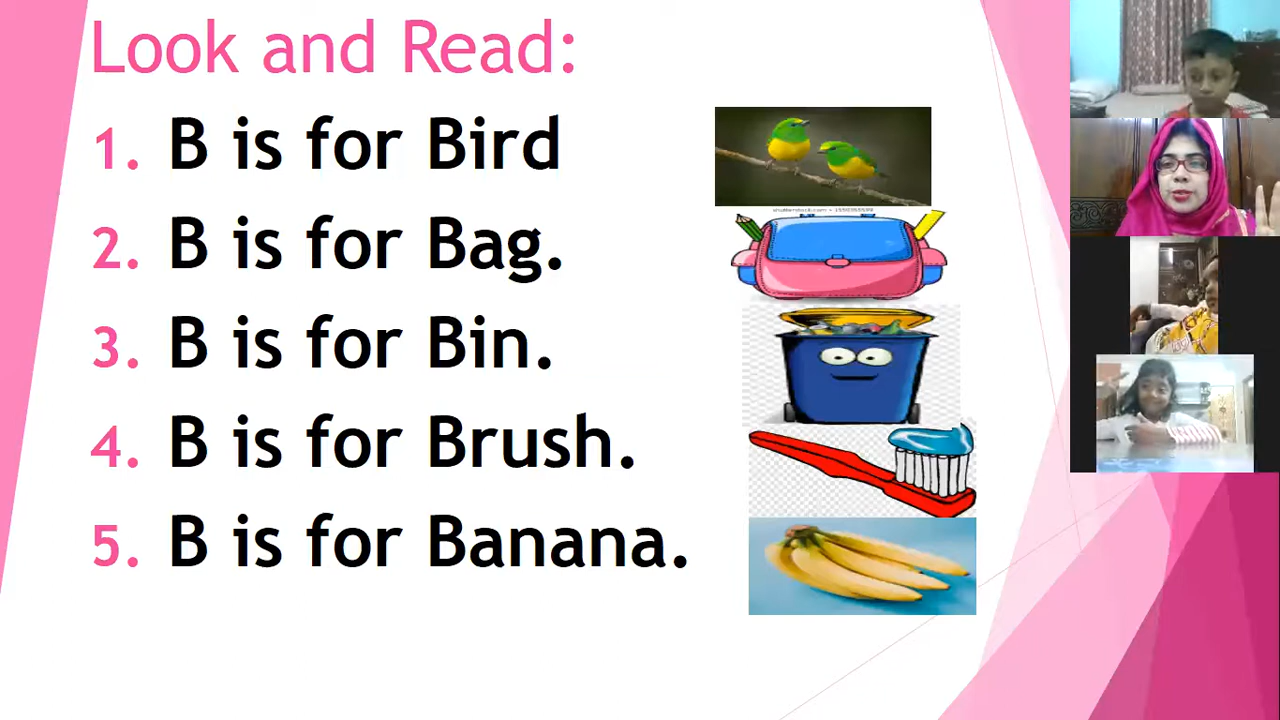 Look and Read:
1. B is for Bird
2. B is for Bag.
3. B is for Bin.
4. B is for Brush.
5. B is for Banana.